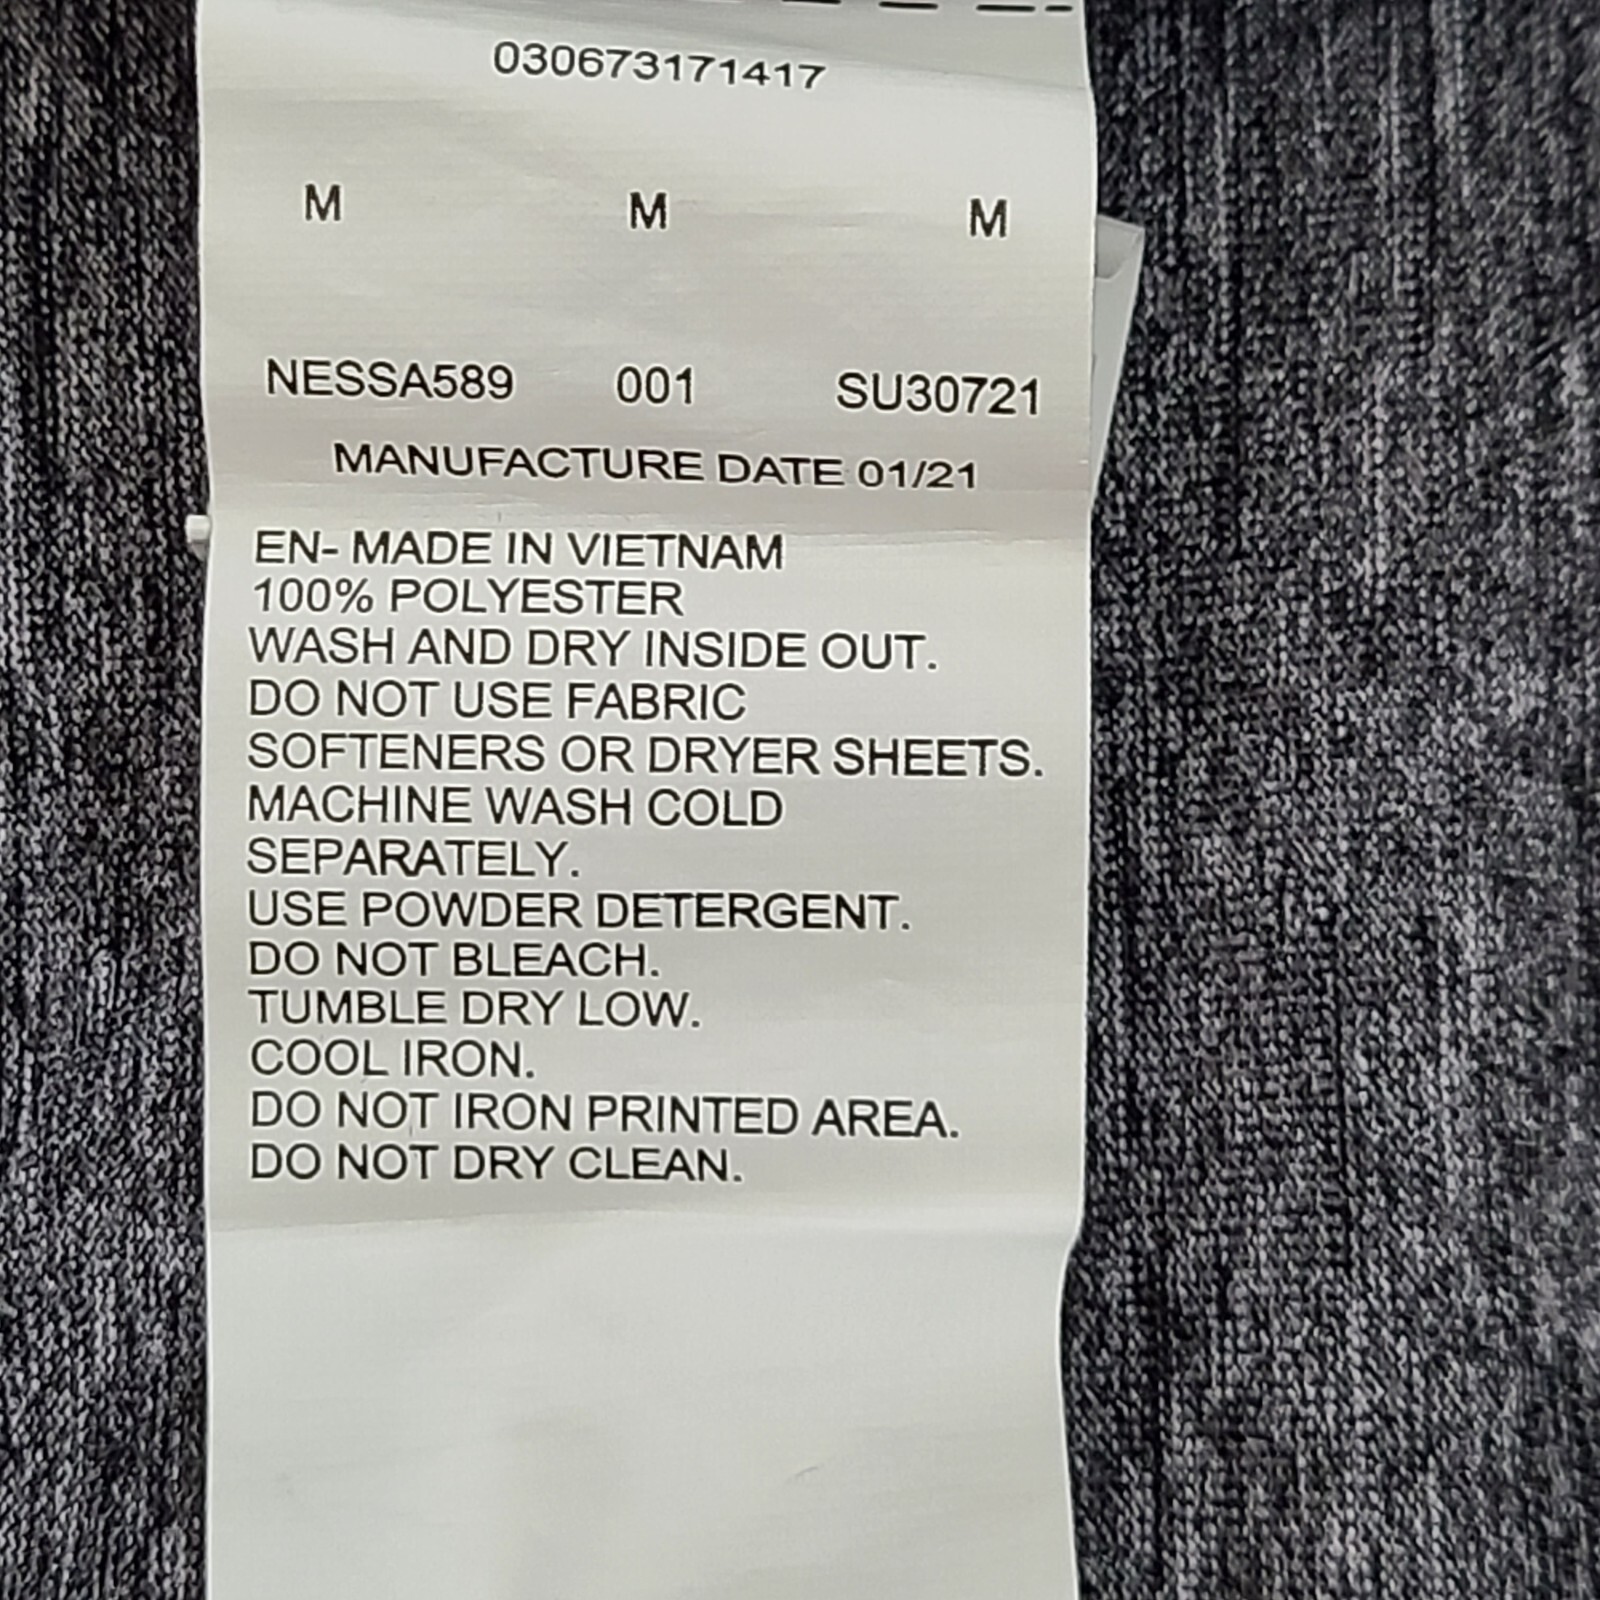 030673171417
M M M
NESSA589 001 SU30721
MANUFACTURE DATE 01/21
EN- MADE IN VIETNAM
100% POLYESTER
WASH AND DRY INSIDE OUT.
DO NOT USE FABRIC
SOFTENERS OR DRYER SHEETS.
MACHINE WASH COLD
SEPARATELY.
USE POWDER DETERGENT.
DO NOT BLEACH.
TUMBLE DRY LOW.
COOL IRON.
DO NOT IRON PRINTED AREA.
DO NOT DRY CLEAN.